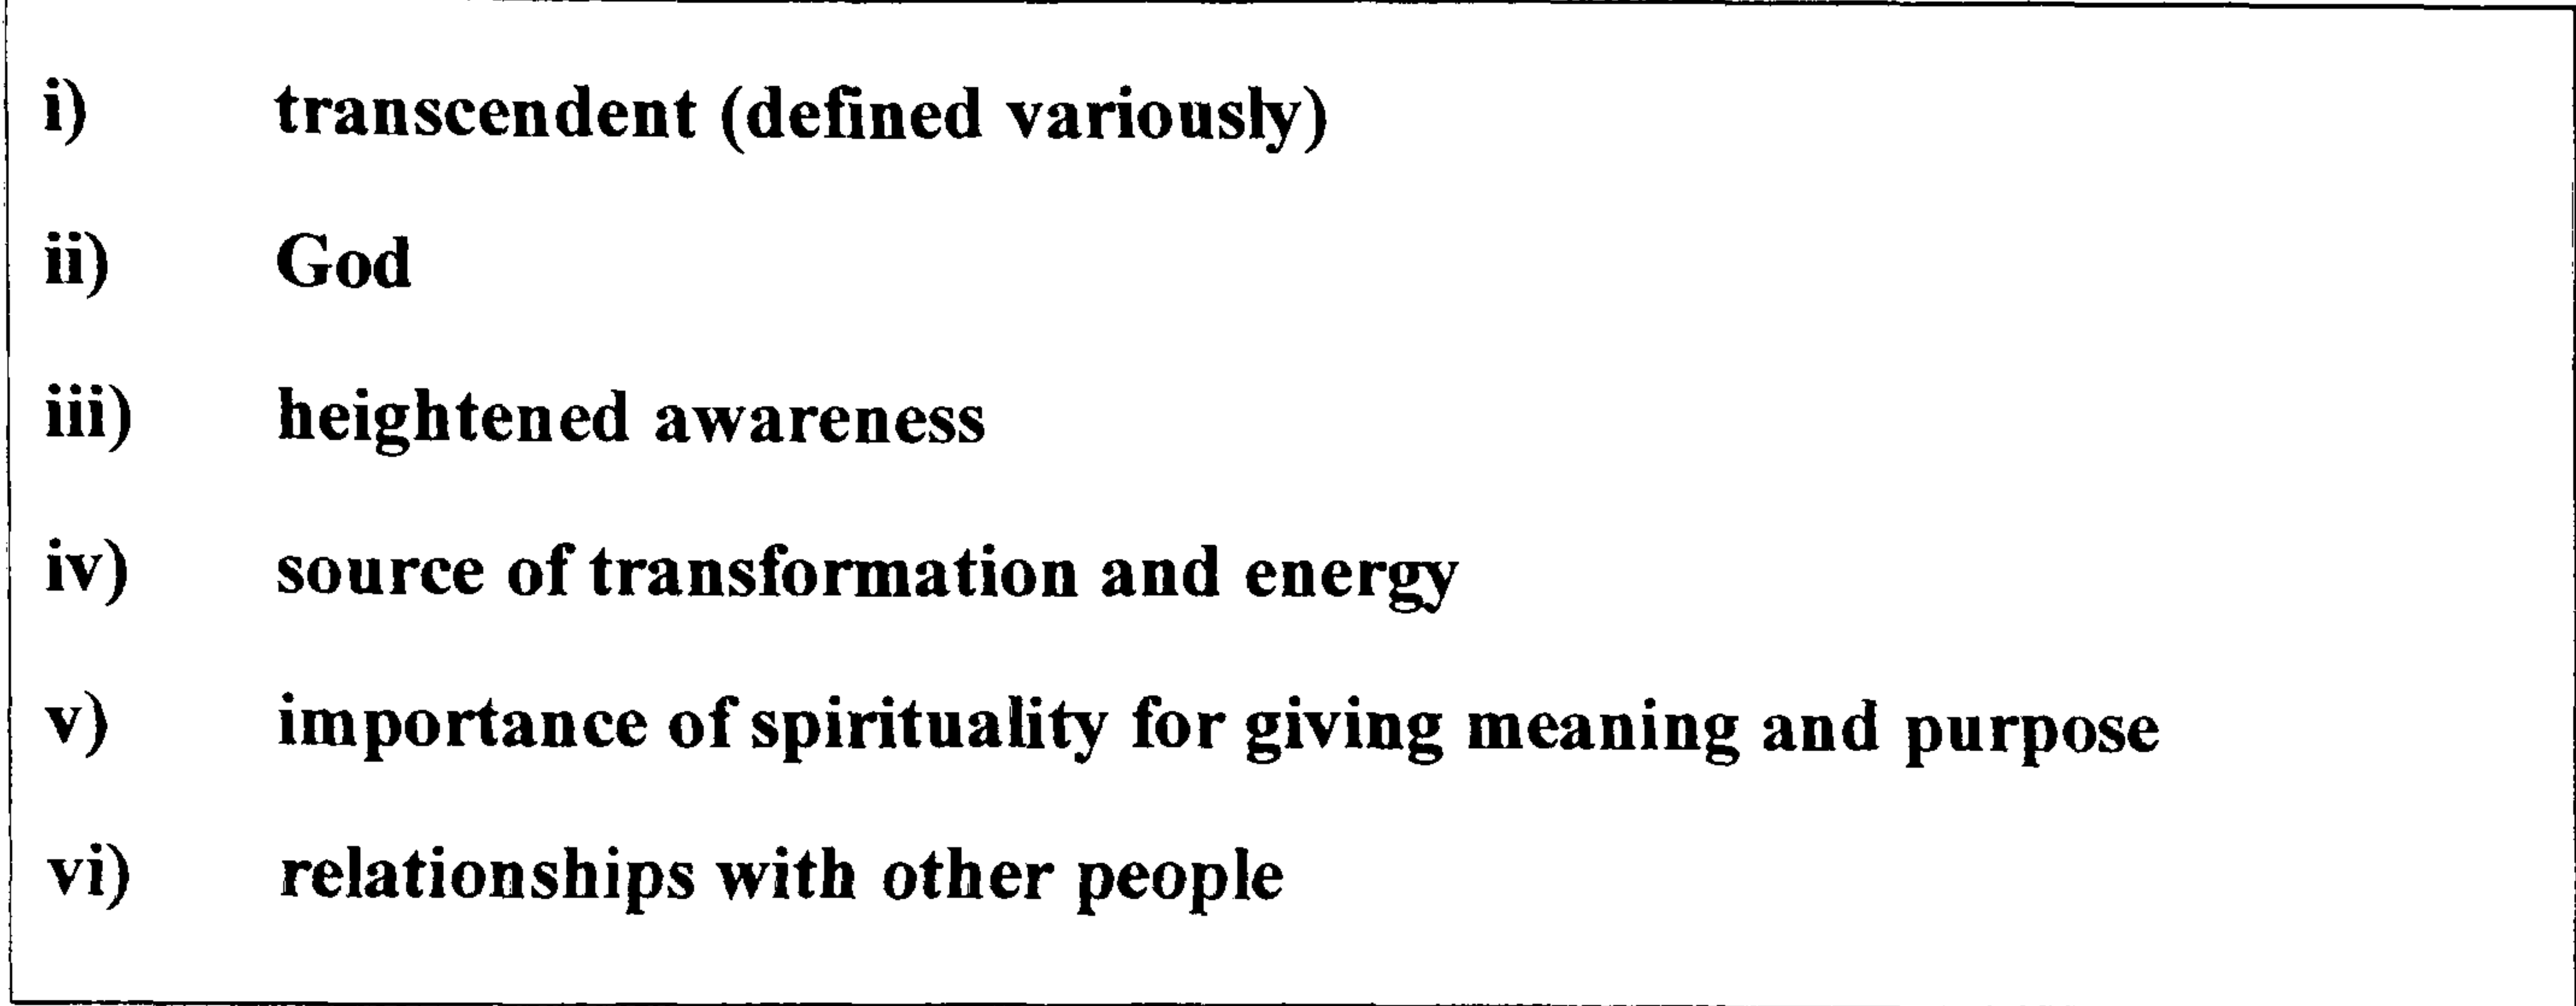 i) transcendent (defined variously)
ii) God
iii) heightened awareness
iv) source of transformation and energy
v) importance of spirituality for giving meaning and purpose
vi) relationships with other people